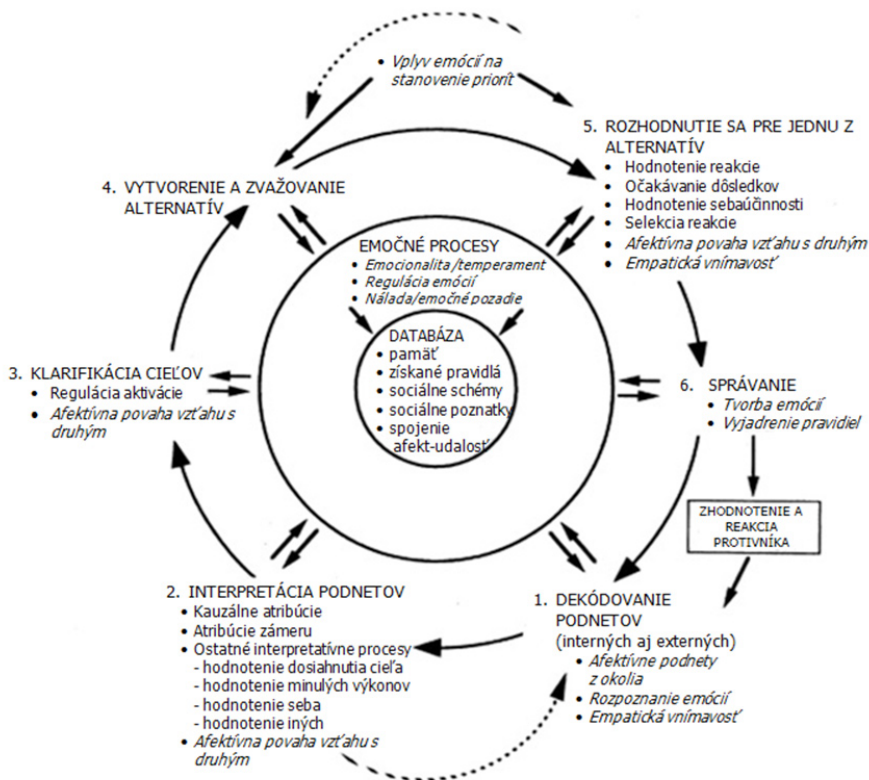 • Vplyv emócií na
stanovenie priorít
5. ROZHODNUTIE SA PRE JEDNU Z
ALTERNATÍV
• Hodnotenie reakcie
• Očakávanie dôsledkov
• Hodnotenie sebaúčinnosti
• Selekcia reakcie
• Afektívna povaha vzťahu s druhým
• Empatická vnímavosť
4. VYTVORENIE A ZVAŽOVANIE
ALTERNATÍV
EMOČNÉ PROCESY
• Emocionalita/temperament
• Regulácia emócií
• Nálada/emočné pozadie
DATABÁZA
• pamäť
• získané pravidlá
• sociálne schémy
• sociálne poznatky
• spojenie
afekt-udalosť
3. KLARIFIKÁCIA CIEĽOV
• Regulácia aktivácie
• Afektívna povaha vzťahu s
druhým
6. SPRÁVANIE
• Tvorba emócií
• Vyjadrenie pravidiel
ZHODNOTENIE A
REAKCIA
PROTIVNÍKA
2. INTERPRETÁCIA PODNETOV
• Kauzálne atribúcie
• Atribúcie zámeru
• Ostatné interpretatívne procesy
- hodnotenie dosiahnutia cieľa
- hodnotenie minulých výkonov
- hodnotenie seba
- hodnotenie iných
• Afektívna povaha vzťahu s
druhým
1. DEKÓDOVANIE
PODNETOV
(interných aj externých)
• Afektívne podnety
z okolia
• Rozpoznanie emócií
• Empatická vnímavosť